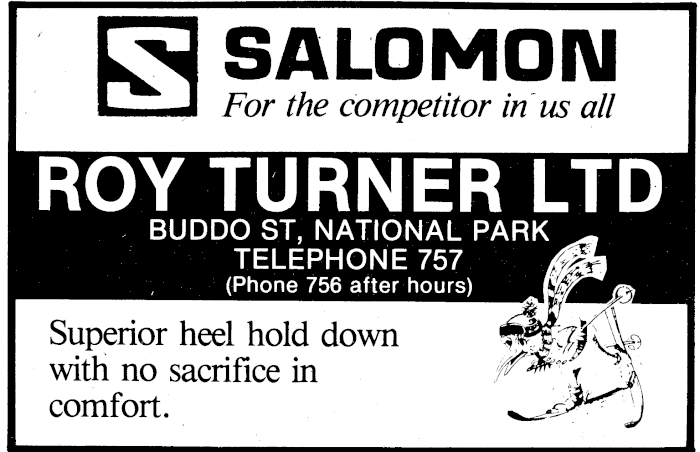 S SALOMON
For the competitor in us all
ROY TURNER LTD
BUDDO ST, NATIONAL PARK
TELEPHONE 757
(Phone 756 after hours)
Superior heel hold down
with no sacrifice in
comfort.